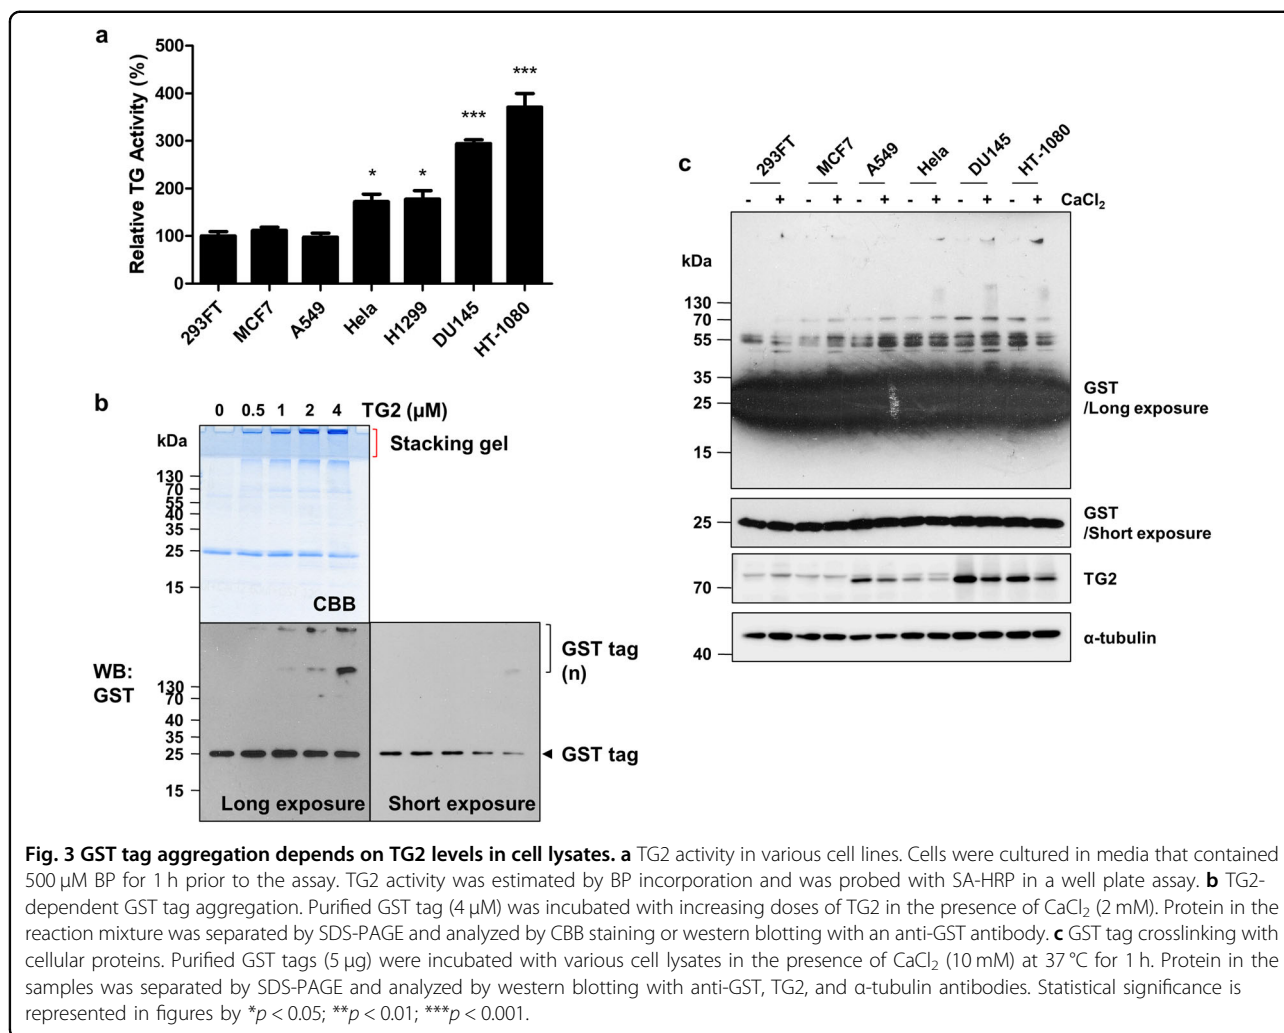 a
Relative TG Activity (%)
500
400
300
200
100
0
*
*
***
***
293FT
MCF7
A549
Hela
H1299
DU145
HT-1080
b
0 0.5 1 2 4 TG2 (µM)
kDa
Stacking gel
130
70
55
40
35
25
15
CBB
WB:
GST
130
70
40
35
25
15
GST tag
(n)
GST tag
Long exposure
Short exposure
c
293FT
MCF7
A549
Hela
DU145
HT-1080
- + - + - + - + - + - + CaCl₂
kDa
130
70
55
35
25
15
GST
/Long exposure
25
GST
/Short exposure
70
TG2
40
α-tubulin
Fig. 3 GST tag aggregation depends on TG2 levels in cell lysates. a TG2 activity in various cell lines. Cells were cultured in media that contained
500 µM BP for 1 h prior to the assay. TG2 activity was estimated by BP incorporation and was probed with SA-HRP in a well plate assay. b TG2-
dependent GST tag aggregation. Purified GST tag (4 µM) was incubated with increasing doses of TG2 in the presence of CaCl₂ (2 mM). Protein in the
reaction mixture was separated by SDS-PAGE and analyzed by CBB staining or western blotting with an anti-GST antibody. c GST tag crosslinking with
cellular proteins. Purified GST tags (5 µg) were incubated with various cell lysates in the presence of CaCl₂ (10 mM) at 37 °C for 1 h. Protein in the
samples was separated by SDS-PAGE and analyzed by western blotting with anti-GST, TG2, and α-tubulin antibodies. Statistical significance is
represented in figures by *p < 0.05; **p < 0.01; ***p < 0.001.